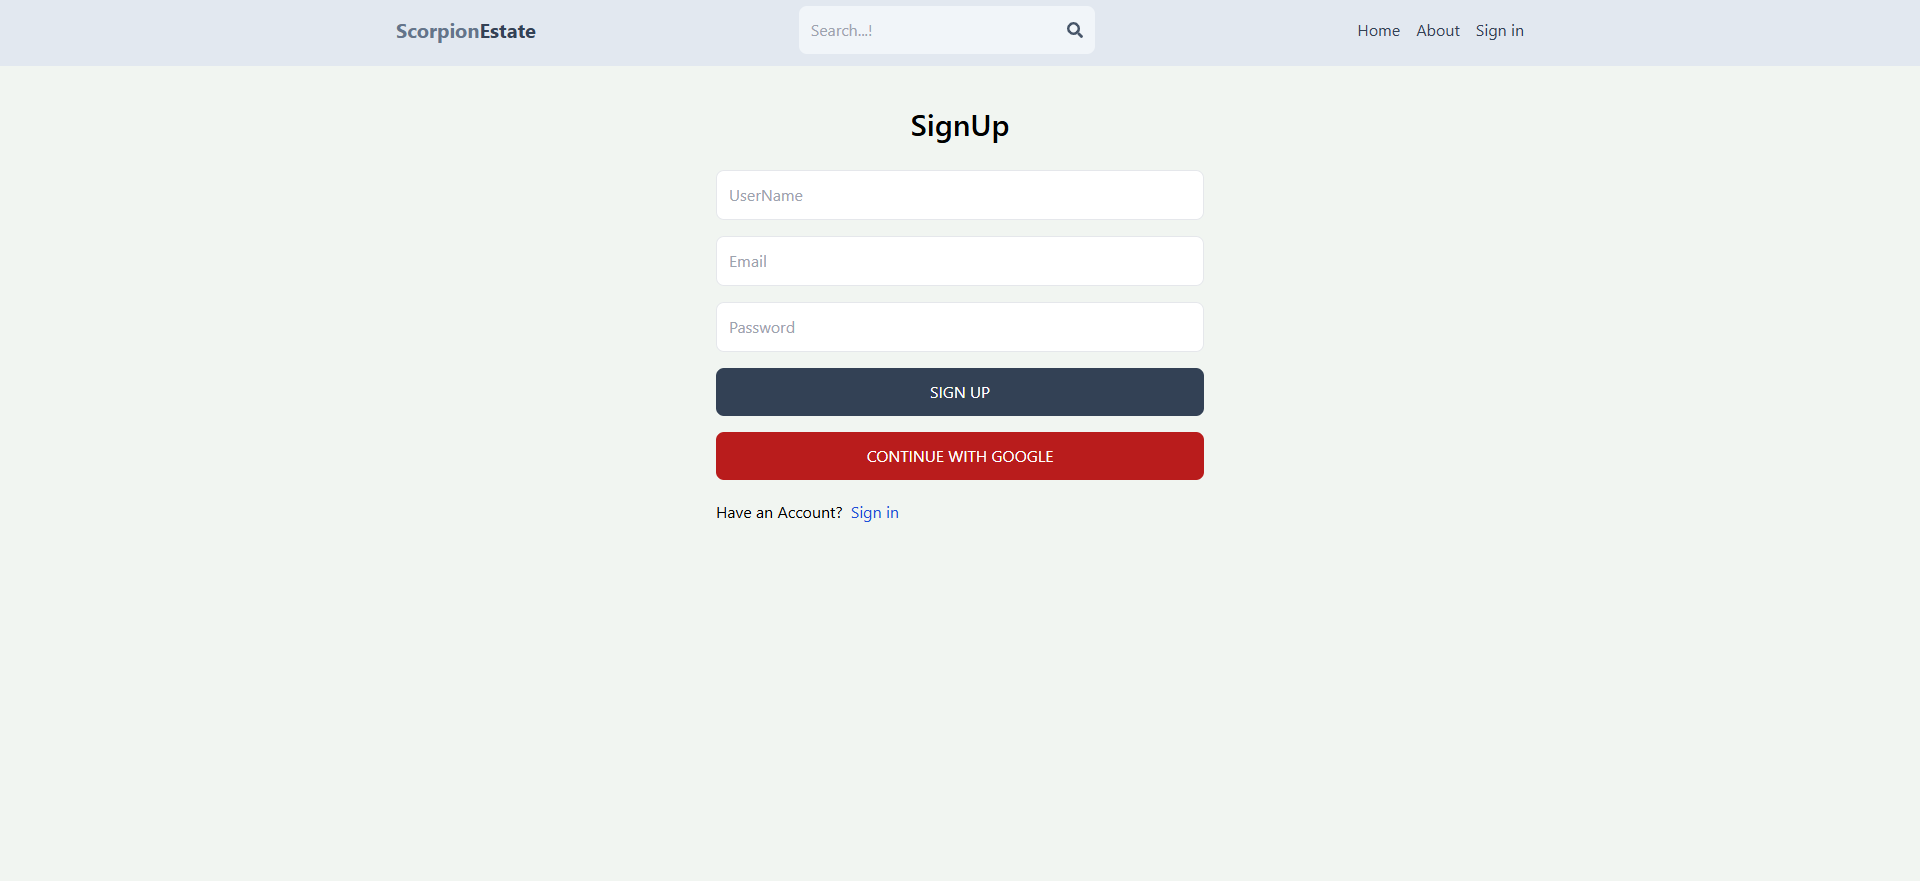 ScorpionEstate
Search...!
Home About Sign in
SignUp
UserName
Email
Password
SIGN UP
CONTINUE WITH GOOGLE
Have an Account? Sign in